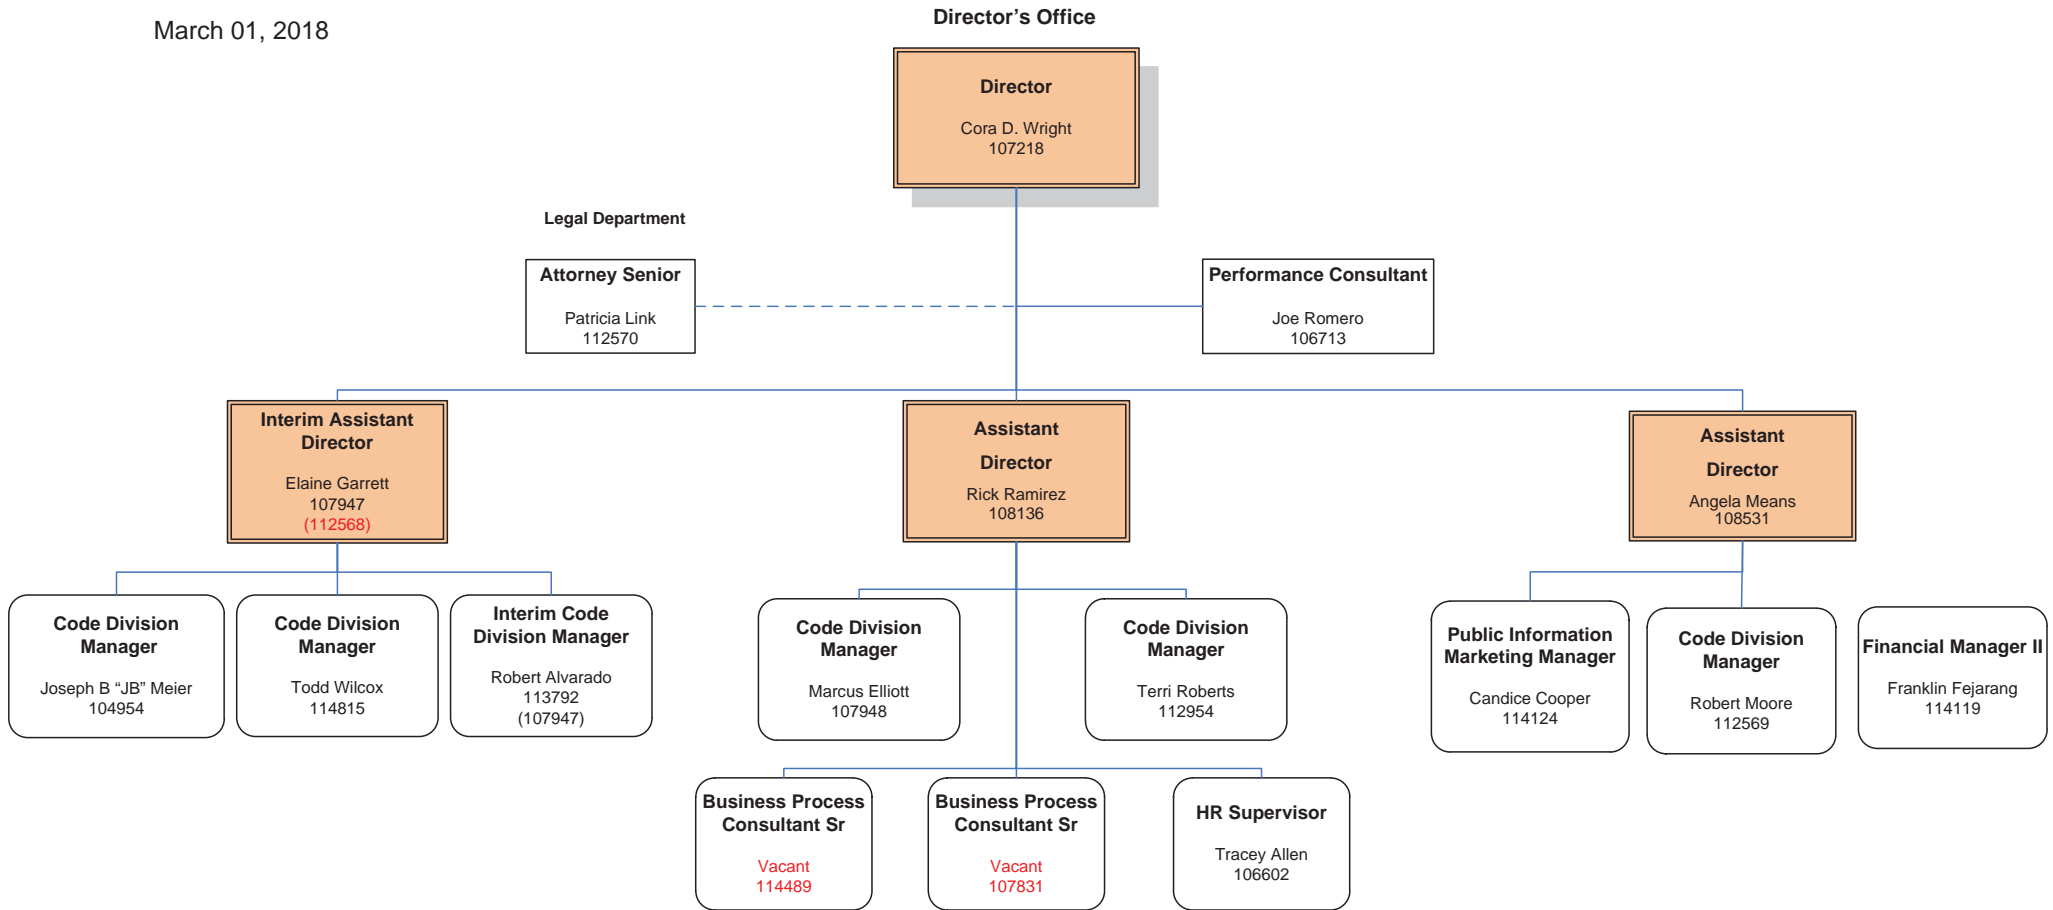 March 01, 2018
Director’s Office
Director
Cora D. Wright
107218
Legal Department
Attorney Senior
Patricia Link
112570
Performance Consultant
Joe Romero
106713
Interim Assistant
Director
Elaine Garrett
107947
(112568)
Assistant
Director
Rick Ramirez
108136
Assistant
Director
Angela Means
108531
Code Division
Manager
Joseph B “JB” Meier
104954
Code Division
Manager
Todd Wilcox
114815
Interim Code
Division Manager
Robert Alvarado
113792
(107947)
Code Division
Manager
Marcus Elliott
107948
Code Division
Manager
Terri Roberts
112954
Public Information
Marketing Manager
Candice Cooper
114124
Code Division
Manager
Robert Moore
112569
Financial Manager II
Franklin Fejarang
114119
Business Process
Consultant Sr
Vacant
114489
Business Process
Consultant Sr
Vacant
107831
HR Supervisor
Tracey Allen
106602